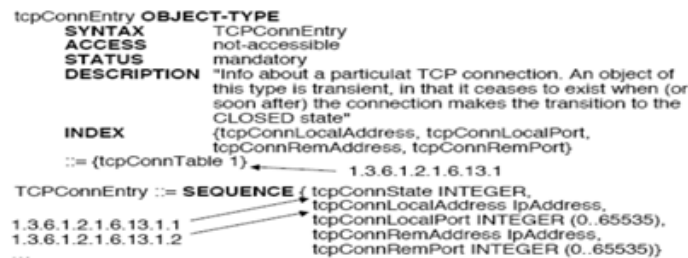 tcpConnEntry OBJECT-TYPE
SYNTAX TCPConnEntry
ACCESS not-accessible
STATUS mandatory
DESCRIPTION "Info about a particulat TCP connection. An object of
this type is transient, in that it ceases to exist when (or
soon after) the connection makes the transition to the
CLOSED state"
INDEX {tcpConnLocalAddress, tcpConnLocalPort,
tcpConnRemAddress, tcpConnRemPort}
::= {tcpConnTable 1}
1.3.6.1.2.1.6.13.1
TCPConnEntry ::= SEQUENCE { tcpConnState INTEGER,
tcpConnLocalAddress IpAddress,
1.3.6.1.2.1.6.13.1.1 tcpConnLocalPort INTEGER (0..65535),
1.3.6.1.2.1.6.13.1.2 tcpConnRemAddress IpAddress,
... tcpConnRemPort INTEGER (0..65535)}